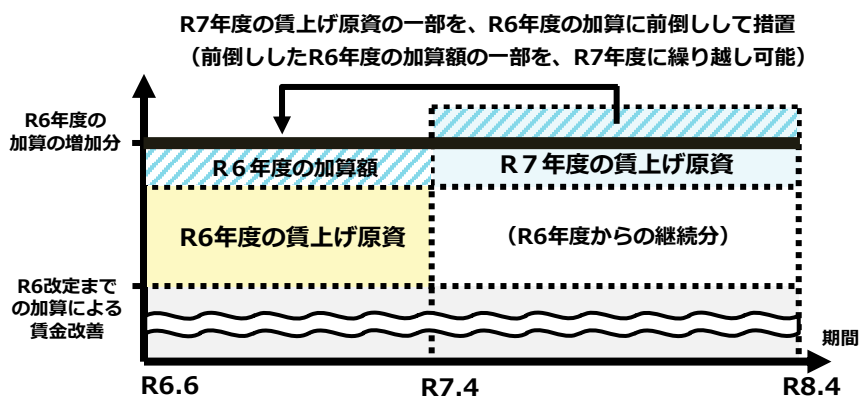 R7年度の賃上げ原資の一部を、R6年度の加算に前倒しして措置
（前倒ししたR6年度の加算額の一部を、R7年度に繰り越し可能）
R6年度の
加算の増加分
R６年度の加算額
R７年度の賃上げ原資
R6年度の賃上げ原資
（R6年度からの継続分）
R6改定まで
の加算による
賃金改善
期間
R6.6
R7.4
R8.4